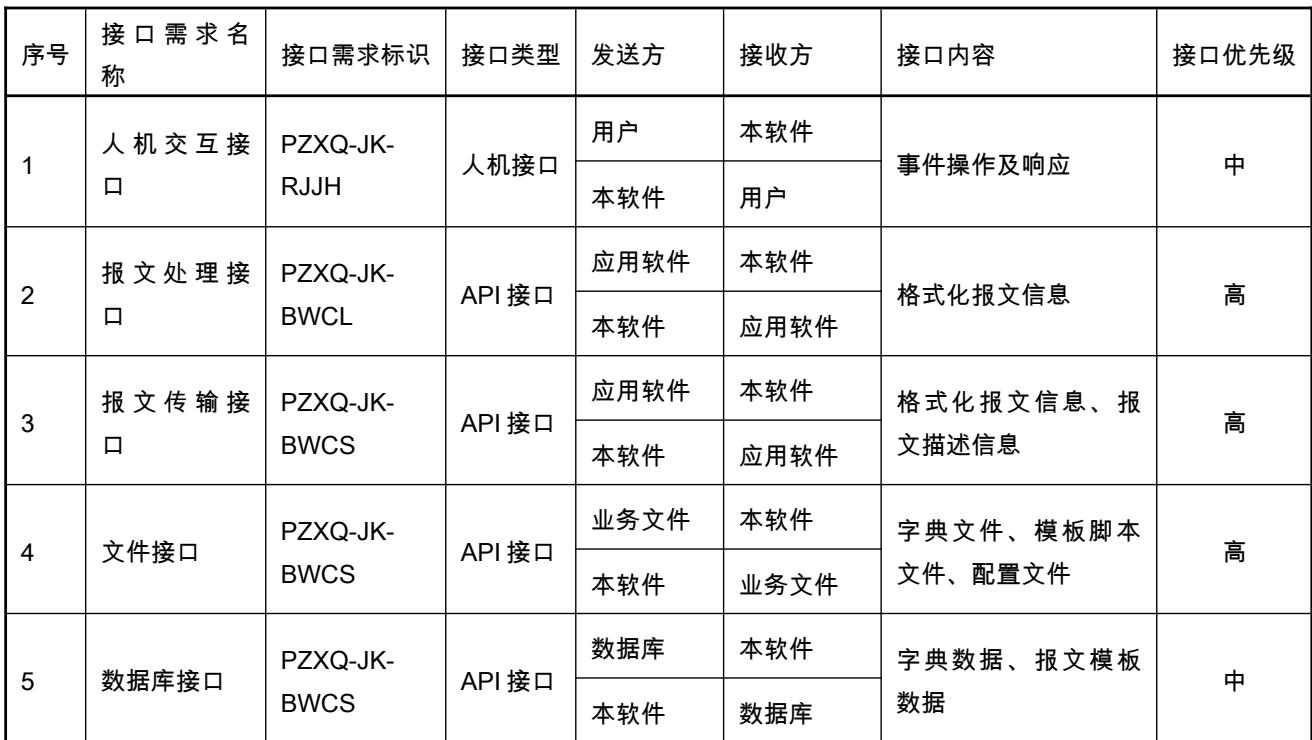 序号 接口需求名称 接口需求标识 接口类型 发送方 接收方 接口内容 接口优先级
1 人机交互接口 PZXQ-JK-RJJH 人机接口 用户 本软件 事件操作及响应 中
本软件 用户
2 报文处理接口 PZXQ-JK-BWCL API 接口 应用软件 本软件 格式化报文信息 高
本软件 应用软件
3 报文传输接口 PZXQ-JK-BWCS API 接口 应用软件 本软件 格式化报文信息、报文描述信息 高
本软件 应用软件
4 文件接口 PZXQ-JK-BWCS API 接口 业务文件 本软件 字典文件、模板脚本文件、配置文件 高
本软件 业务文件
5 数据库接口 PZXQ-JK-BWCS API 接口 数据库 本软件 字典数据、报文模板数据 中
本软件 数据库